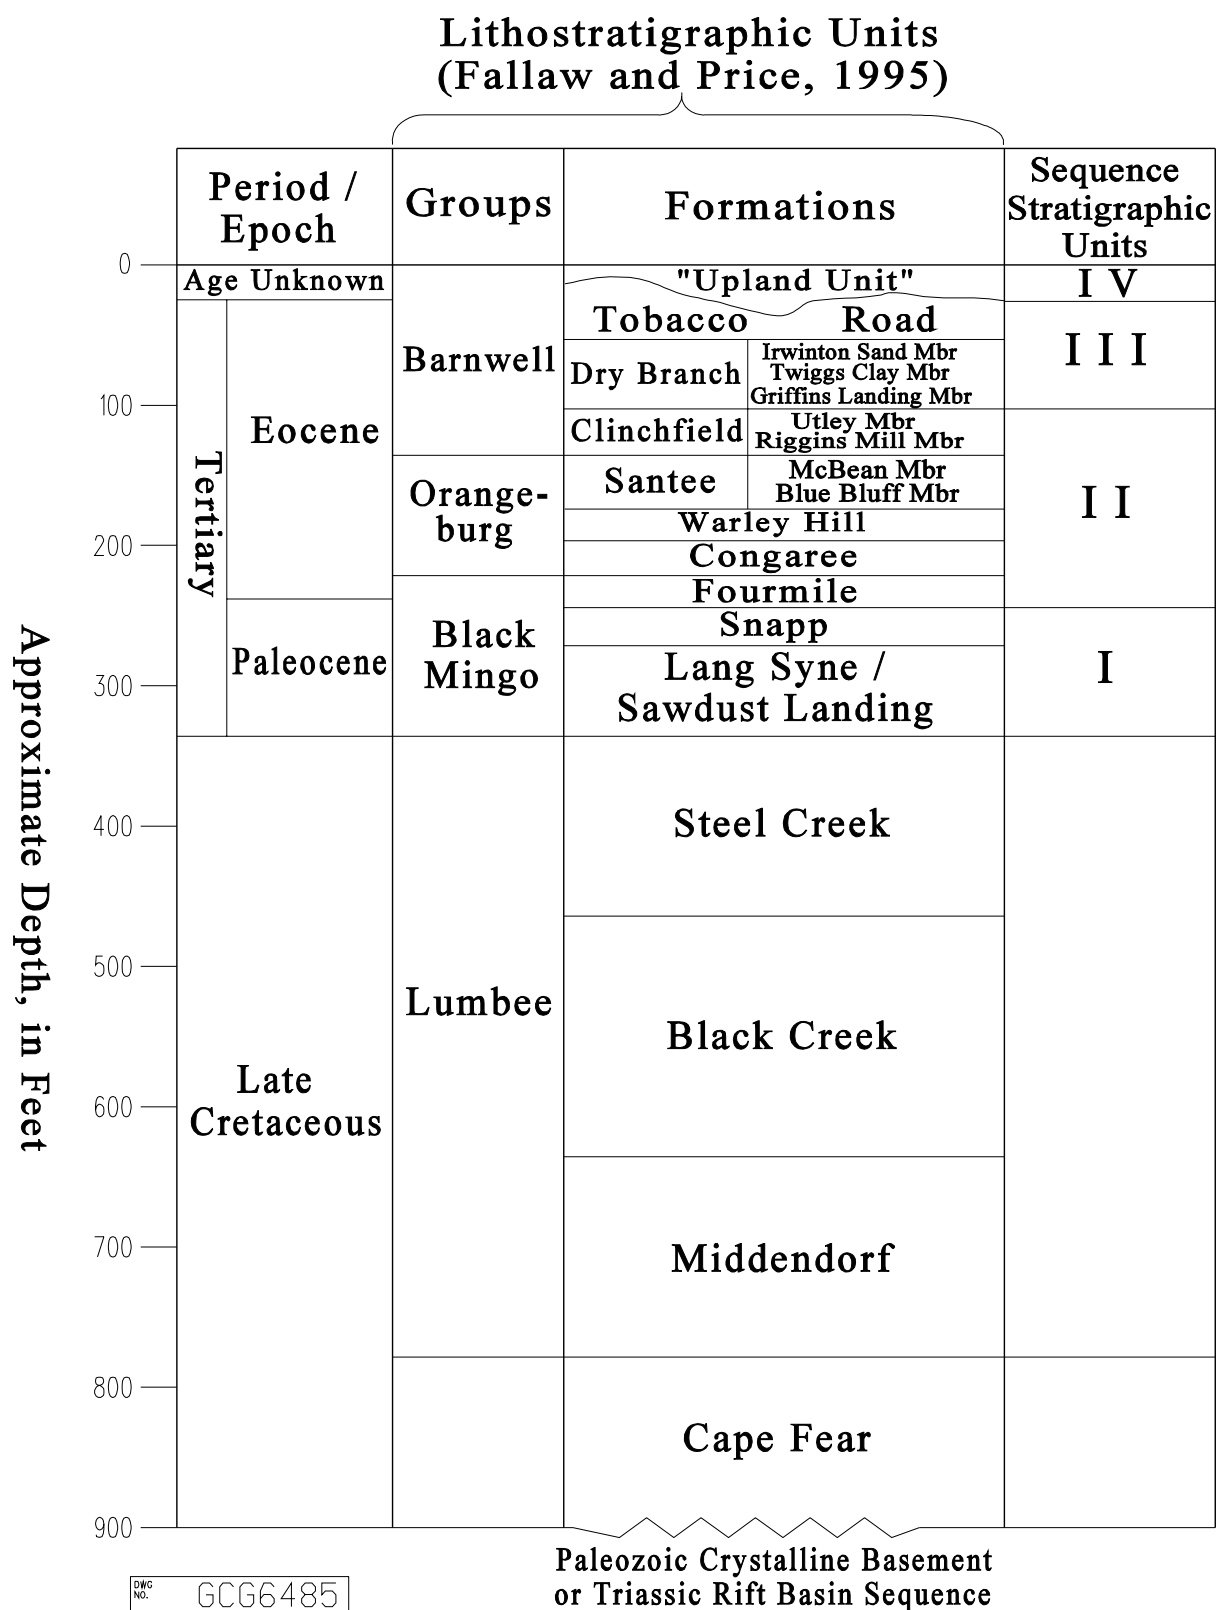 Lithostratigraphic Units
(Fallaw and Price, 1995)
Period /
Epoch
Groups
Formations
Sequence
Stratigraphic
Units
0
Age Unknown
"Upland Unit"
I V
Tobacco Road
Barnwell
I I I
Dry Branch
Irwinton Sand Mbr
Twiggs Clay Mbr
Griffins Landing Mbr
100
Eocene
Clinchfield
Utley Mbr
Riggins Mill Mbr
Tertiary
Orange-
burg
Santee
McBean Mbr
Blue Bluff Mbr
I I
Warley Hill
200
Congaree
Fourmile
Paleocene
Black
Mingo
Snapp
I
300
Lang Syne /
Sawdust Landing
Approximate Depth, in Feet
400
Steel Creek
500
Lumbee
Black Creek
Late
Cretaceous
600
700
Middendorf
800
Cape Fear
900
Paleozoic Crystalline Basement
or Triassic Rift Basin Sequence
DWG
NO.
GCG6485